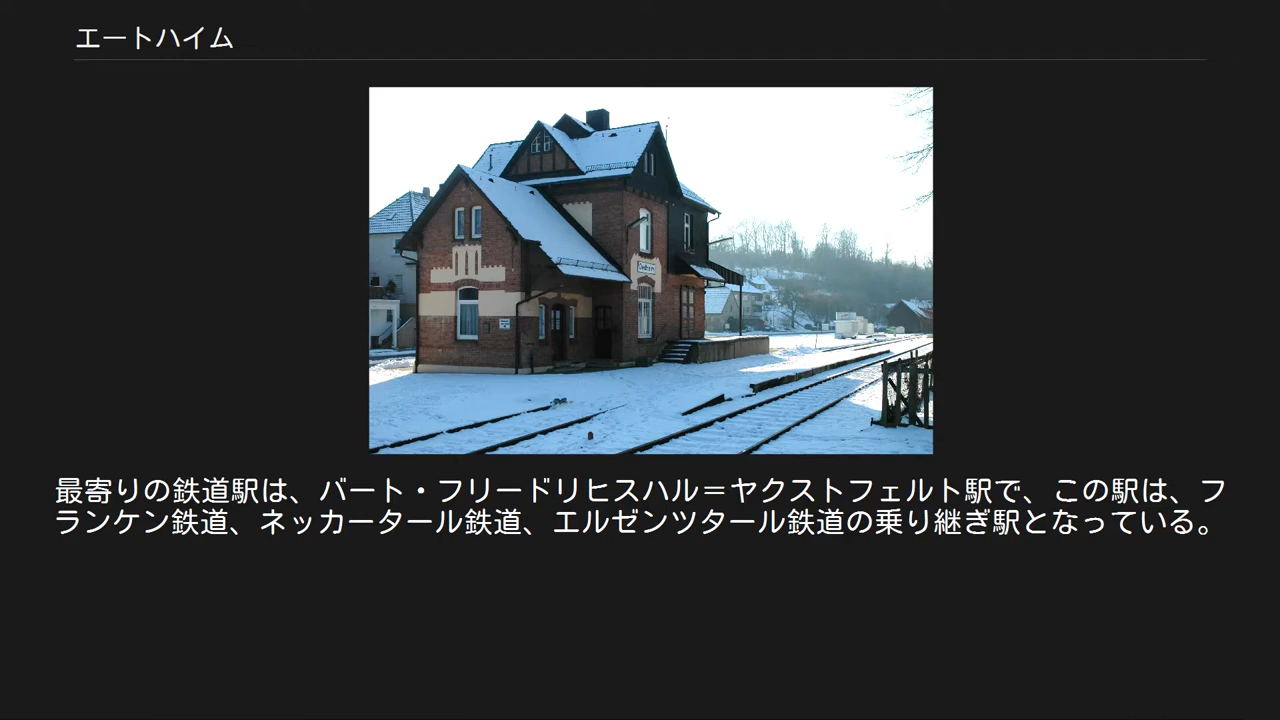 エートハイム
Oedheim
最寄りの鉄道駅は、バート・フリードリヒスハル＝ヤクストフェルト駅で、この駅は、フ
ランケン鉄道、ネッカータール鉄道、エルゼンツタール鉄道の乗り継ぎ駅となっている。